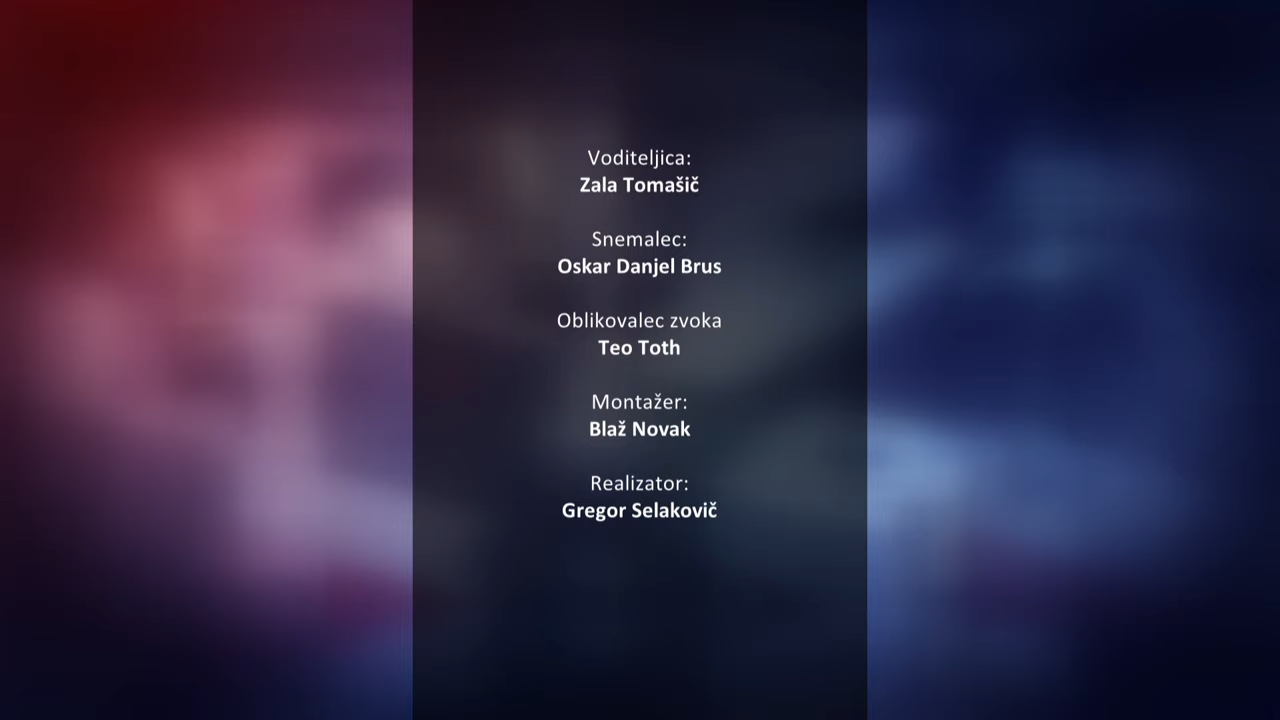 Voditeljica:
Zala Tomašič
Snemalec:
Oskar Danjel Brus
Oblikovalec zvoka
Teo Toth
Montažer:
Blaž Novak
Realizator:
Gregor Selakovič